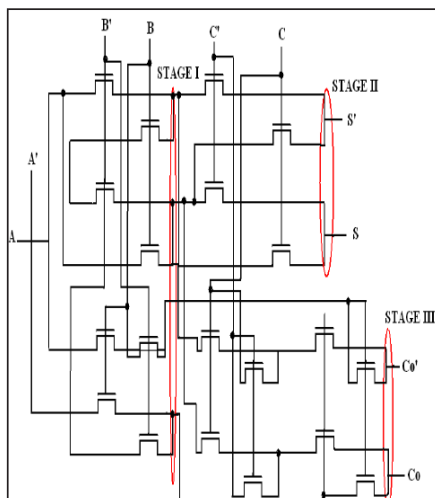 B' B C' C
STAGE I
STAGE II
A'
S'
A
S
STAGE III
Co'
Co